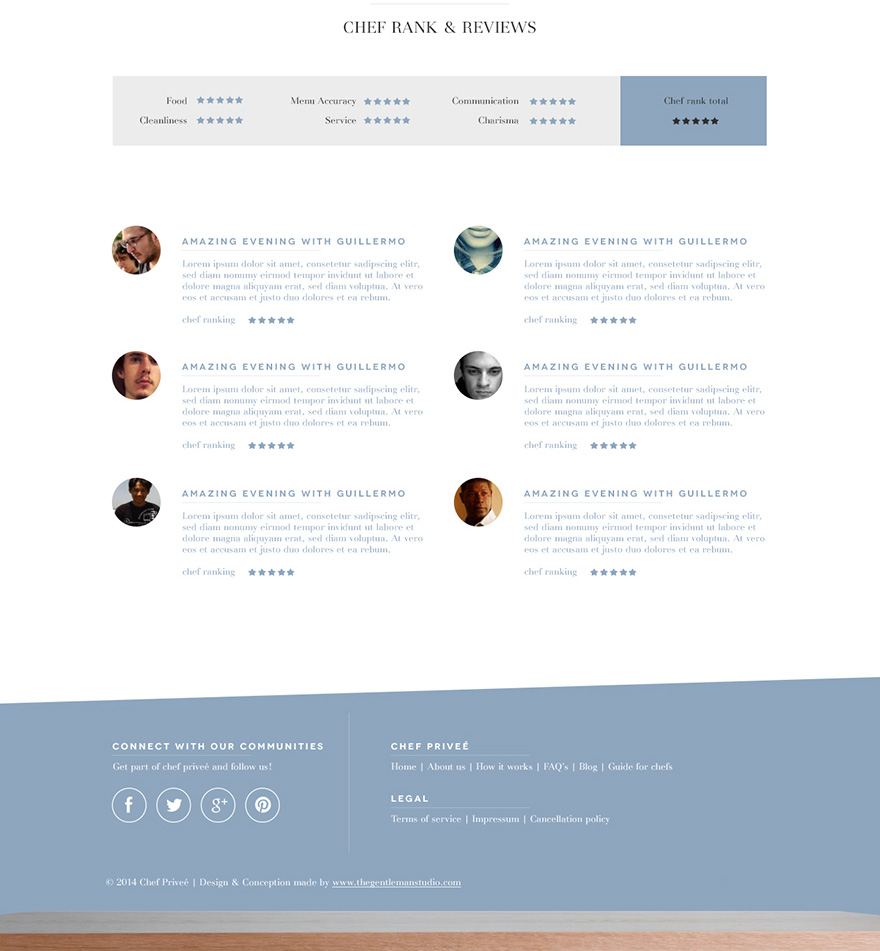 CHEF RANK & REVIEWS
Food
Menu Accuracy
Communication
Chef rank total
Cleanliness
Service
Charisma
AMAZING EVENING WITH GUILLERMO
Lorem ipsum dolor sit amet, consetetur sadipscing elitr,
sed diam nonumy eirmod tempor invidunt ut labore et
dolore magna aliquyam erat, sed diam voluptua. At vero
eos et accusam et justo duo dolores et ea rebum.
chef ranking
AMAZING EVENING WITH GUILLERMO
Lorem ipsum dolor sit amet, consetetur sadipscing elitr,
sed diam nonumy eirmod tempor invidunt ut labore et
dolore magna aliquyam erat, sed diam voluptua. At vero
eos et accusam et justo duo dolores et ea rebum.
chef ranking
AMAZING EVENING WITH GUILLERMO
Lorem ipsum dolor sit amet, consetetur sadipscing elitr,
sed diam nonumy eirmod tempor invidunt ut labore et
dolore magna aliquyam erat, sed diam voluptua. At vero
eos et accusam et justo duo dolores et ea rebum.
chef ranking
AMAZING EVENING WITH GUILLERMO
Lorem ipsum dolor sit amet, consetetur sadipscing elitr,
sed diam nonumy eirmod tempor invidunt ut labore et
dolore magna aliquyam erat, sed diam voluptua. At vero
eos et accusam et justo duo dolores et ea rebum.
chef ranking
AMAZING EVENING WITH GUILLERMO
Lorem ipsum dolor sit amet, consetetur sadipscing elitr,
sed diam nonumy eirmod tempor invidunt ut labore et
dolore magna aliquyam erat, sed diam voluptua. At vero
eos et accusam et justo duo dolores et ea rebum.
chef ranking
AMAZING EVENING WITH GUILLERMO
Lorem ipsum dolor sit amet, consetetur sadipscing elitr,
sed diam nonumy eirmod tempor invidunt ut labore et
dolore magna aliquyam erat, sed diam voluptua. At vero
eos et accusam et justo duo dolores et ea rebum.
chef ranking
CONNECT WITH OUR COMMUNITIES
Get part of chef priveé and follow us!
f g+
CHEF PRIVEÉ
Home | About us | How it works | FAQ's | Blog | Guide for chefs
LEGAL
Terms of service | Impressum | Cancellation policy
© 2014 Chef Priveé | Design & Conception made by www.thegentlemanstudio.com